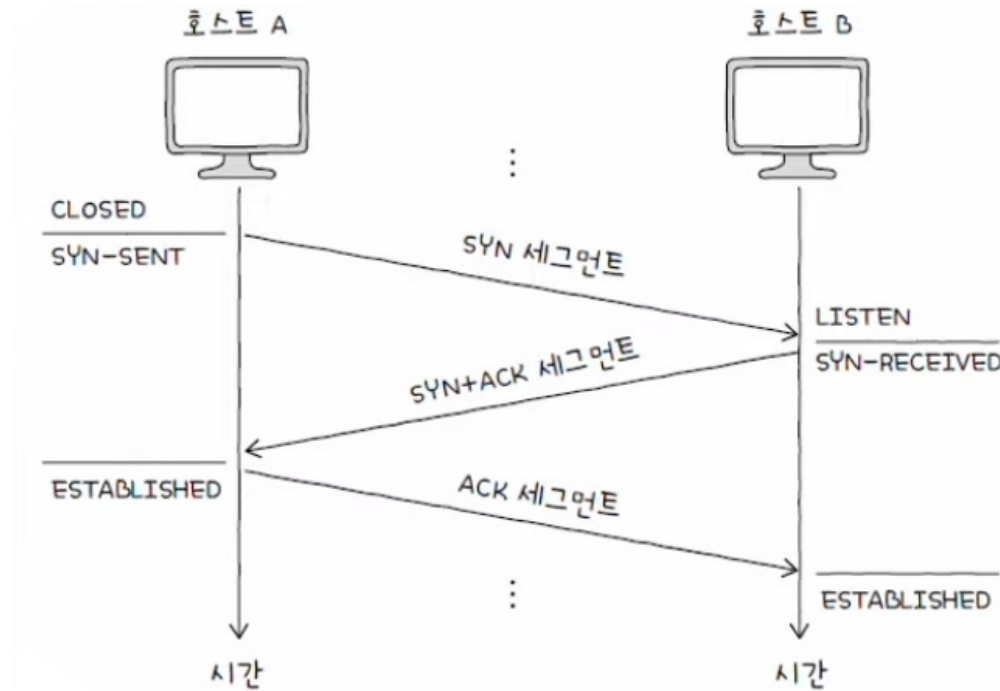 호스트 A
호스트 B
CLOSED
SYN-SENT
SYN 세그먼트
LISTEN
SYN-RECEIVED
SYN+ACK 세그먼트
ESTABLISHED
ACK 세그먼트
ESTABLISHED
시간
시간